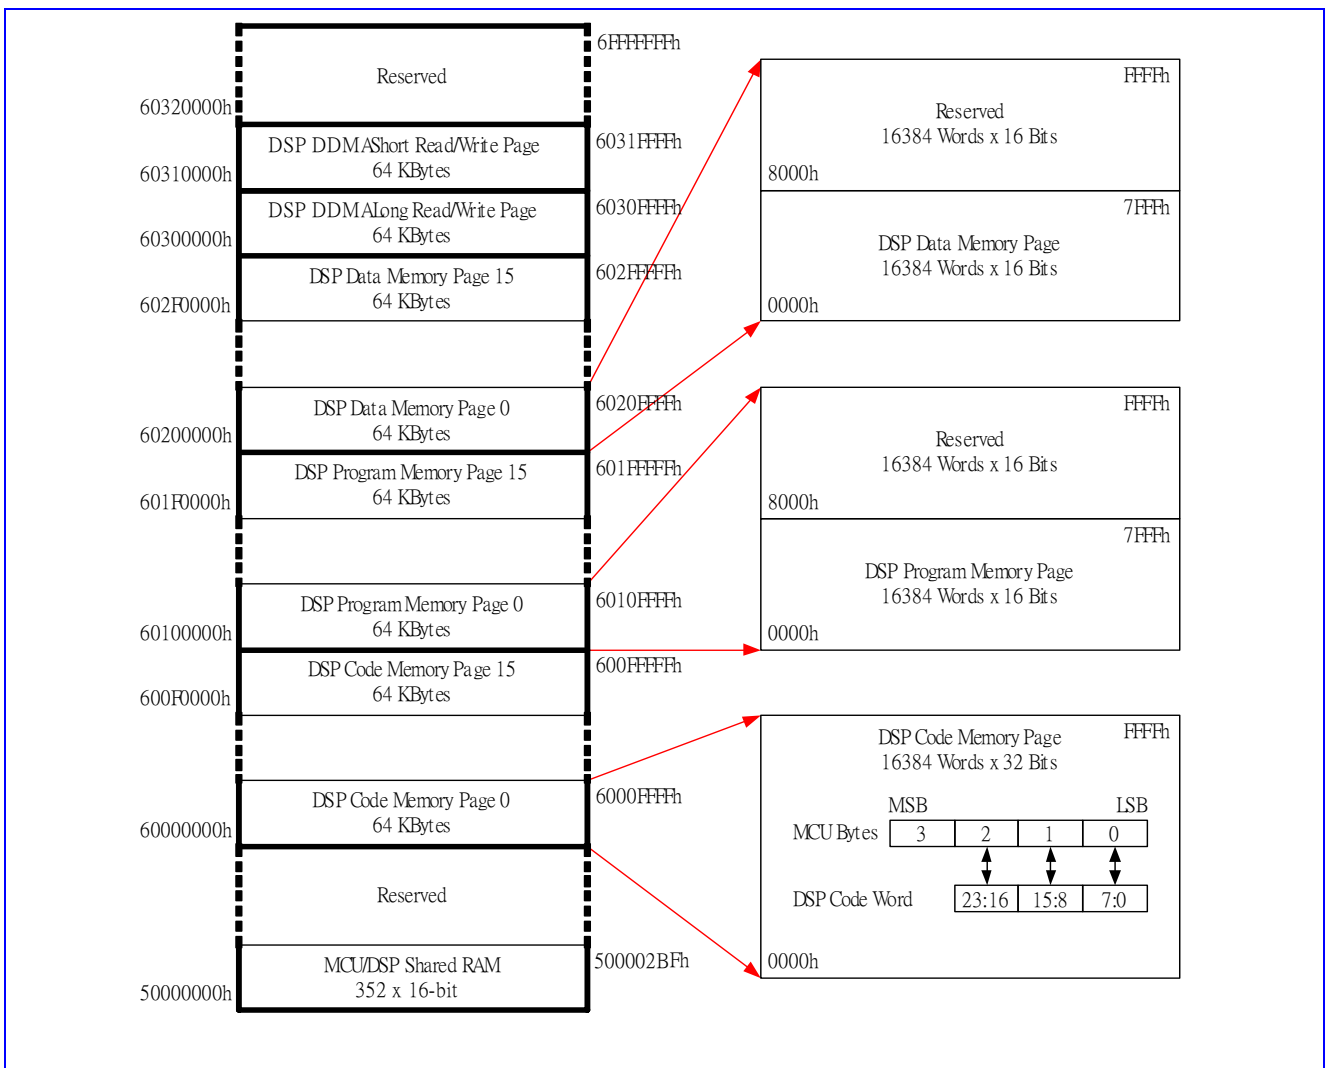 6FFFFFFFh
Reserved
60320000h
DSP DDMAShort Read/Write Page
6031FFFFh
64 KBytes
60310000h
DSP DDMALong Read/Write Page
6030FFFFh
64 KBytes
60300000h
DSP Data Memory Page 15
602FFFFFh
64 KBytes
602F0000h
DSP Data Memory Page 0
6020FFFFh
64 KBytes
60200000h
DSP Program Memory Page 15
601FFFFFh
64 KBytes
601F0000h
DSP Program Memory Page 0
6010FFFFh
64 KBytes
60100000h
DSP Code Memory Page 15
600FFFFFh
64 KBytes
600F0000h
DSP Code Memory Page 0
6000FFFFh
64 KBytes
60000000h
Reserved
MCU/DSP Shared RAM
500002BFh
352 x 16-bit
50000000h
FFFFh
Reserved
16384 Words x 16 Bits
8000h
7FFFh
DSP Data Memory Page
16384 Words x 16 Bits
0000h
FFFFh
Reserved
16384 Words x 16 Bits
8000h
7FFFh
DSP Program Memory Page
16384 Words x 16 Bits
0000h
FFFFh
DSP Code Memory Page
16384 Words x 32 Bits
MSB LSB
MCU Bytes 3 2 1 0
DSP Code Word 23:16 15:8 7:0
0000h